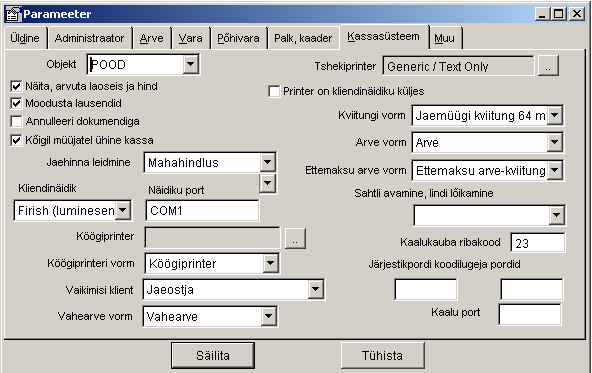 Parameeter
Üldine Administraator Arve Vara Põhivara Palk, kaader Kassasüsteem Muu
Objekt POOD Tshekiprinter Generic / Text Only ..
Näita, arvuta laoseis ja hind Printer on kliendinäidiku küljes
Moodusta lausendid Kviitungi vorm Jaemüügi kviitung 64 m
Annulleeri dokumendiga Arve vorm Arve
Kõigil müüjatel ühine kassa
Jaehinna leidmine Mahahindlus Ettemaksu arve vorm Ettemaksu arve-kviitung
Kliendinäidik Näidiku port Sahtli avamine, lindi lõikamine
Firish (luminesen COM1
Köögiprinter .. Kaalukauba ribakood 23
Köögiprinteri vorm Köögiprinter Järjestikpordi koodilugeja pordid
Vaikimisi klient Jaeostja
Vahearve vorm Vahearve Kaalu port
Säilita Tühista